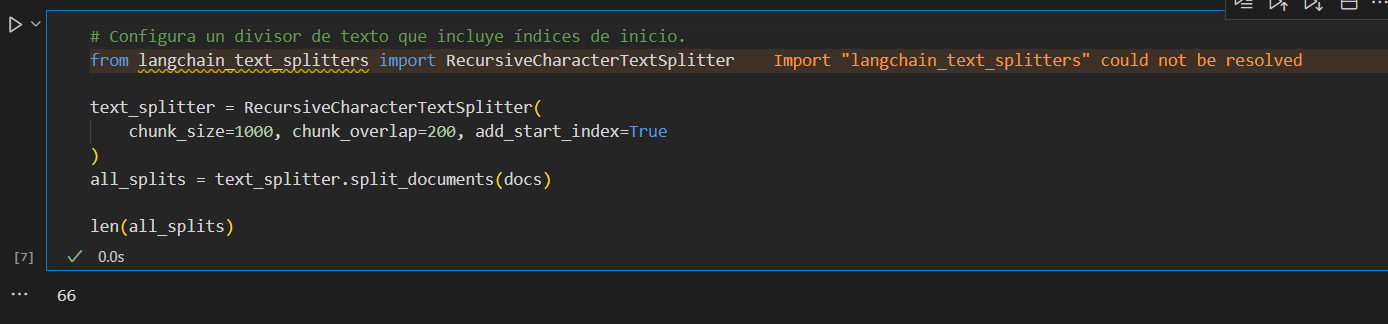 # Configura un divisor de texto que incluye índices de inicio.
from langchain_text_splitters import RecursiveCharacterTextSplitter    Import "langchain_text_splitters" could not be resolved
text_splitter = RecursiveCharacterTextSplitter(
    chunk_size=1000, chunk_overlap=200, add_start_index=True
)
all_splits = text_splitter.split_documents(docs)
len(all_splits)
[7] 0.0s
66